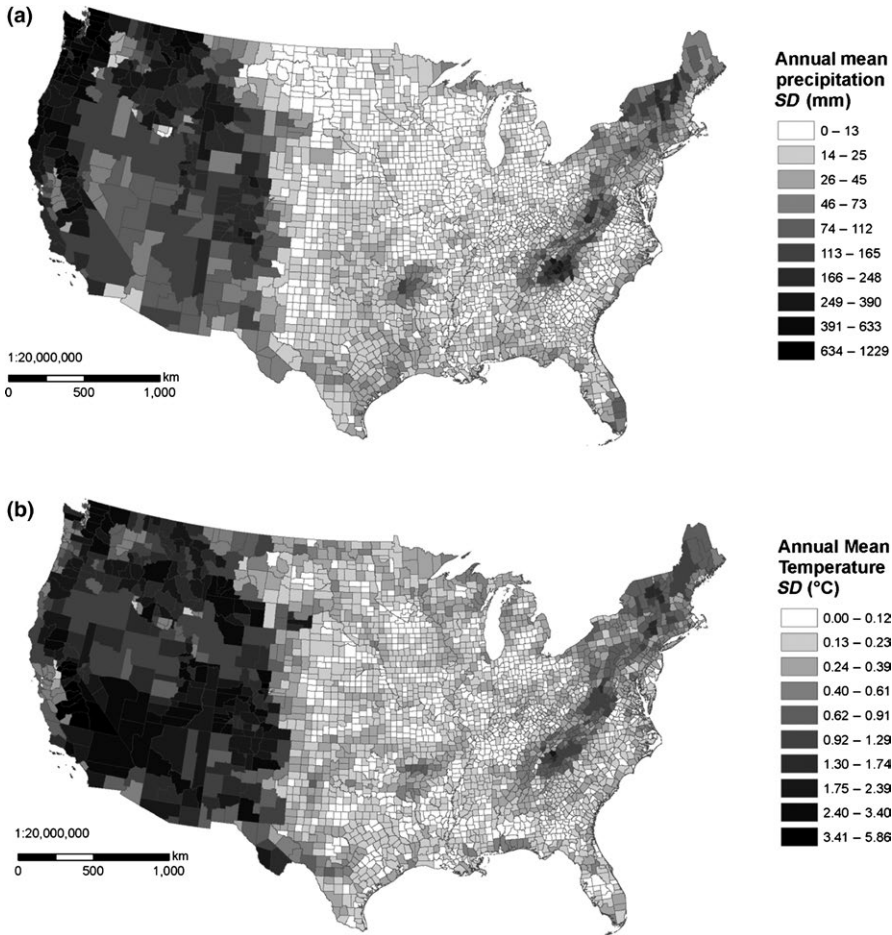 (a)
Annual mean
precipitation
SD (mm)
0 – 13
14 – 25
26 – 45
46 – 73
74 – 112
113 – 165
166 – 248
249 – 390
391 – 633
634 – 1229
1:20,000,000
km
0 500 1,000
(b)
Annual Mean
Temperature
SD (°C)
0.00 – 0.12
0.13 – 0.23
0.24 – 0.39
0.40 – 0.61
0.62 – 0.91
0.92 – 1.29
1.30 – 1.74
1.75 – 2.39
2.40 – 3.40
3.41 – 5.86
1:20,000,000
km
0 500 1,000